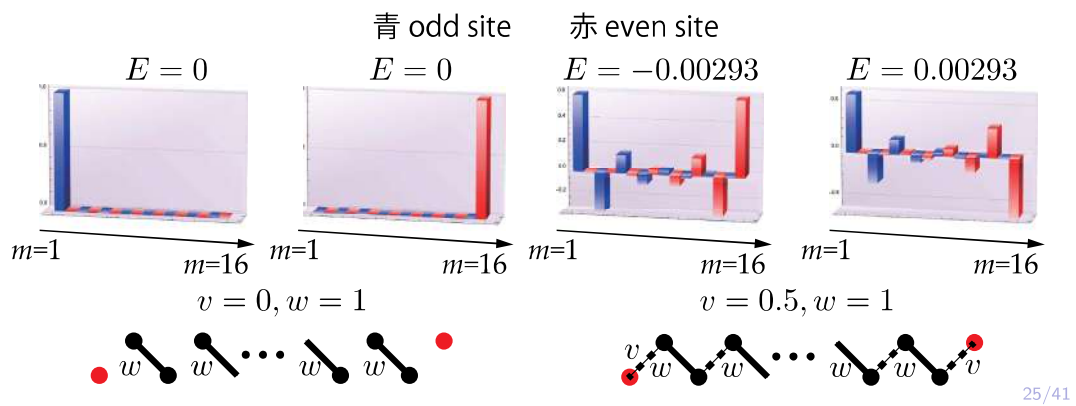 青 odd site 赤 even site
E = 0 E = 0 E = −0.00293 E = 0.00293
m=1 m=16 m=1 m=16 m=1 m=16 m=1 m=16
v = 0, w = 1 v = 0.5, w = 1
w w w w v w w w w v
25/41